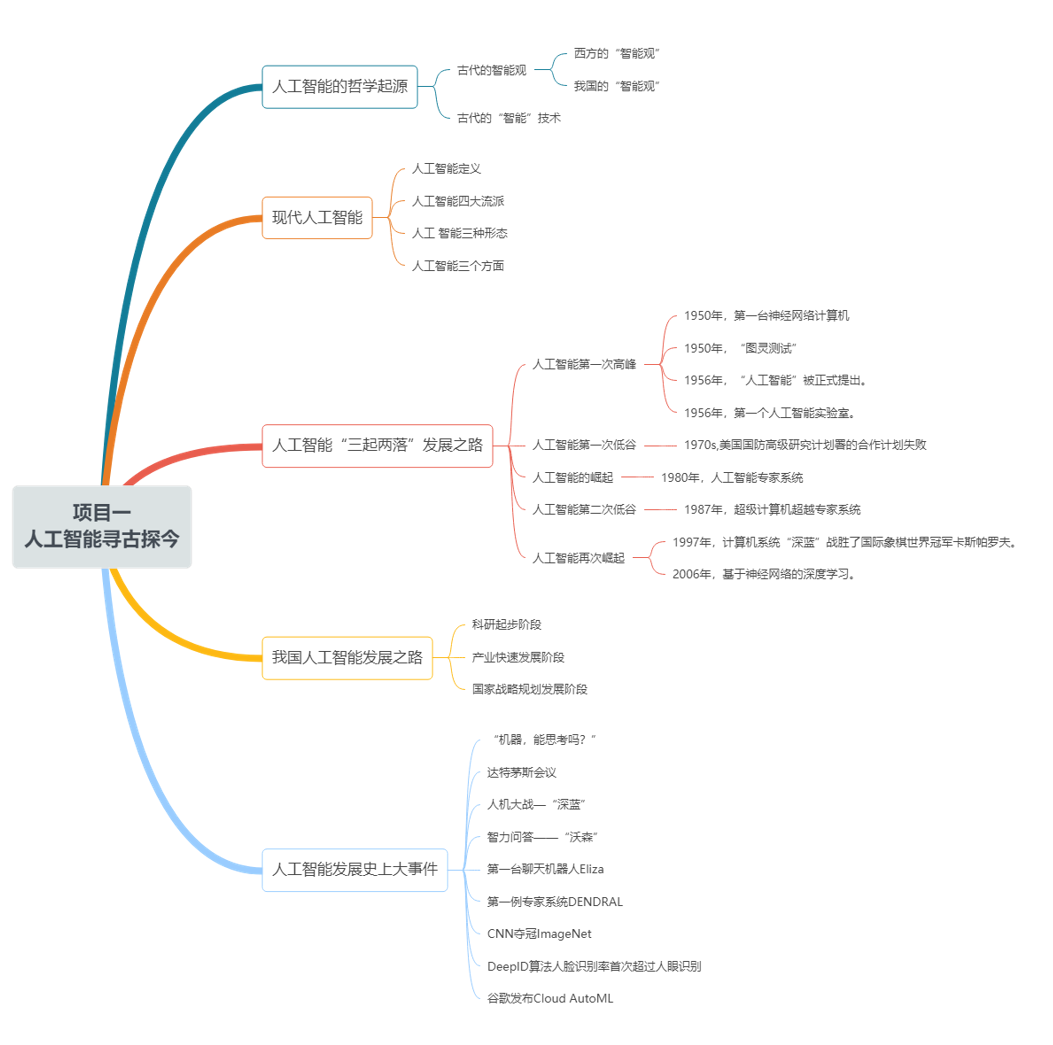 项目一
人工智能寻古探今
人工智能的哲学起源
古代的智能观
西方的“智能观”
我国的“智能观”
古代的“智能”技术
现代人工智能
人工智能定义
人工智能四大流派
人工 智能三种形态
人工智能三个方面
人工智能“三起两落”发展之路
人工智能第一次高峰
1950年，第一台神经网络计算机
1950年，“图灵测试”
1956年，“人工智能”被正式提出。
1956年，第一个人工智能实验室。
人工智能第一次低谷
1970s,美国国防高级研究计划署的合作计划失败
人工智能的崛起
1980年，人工智能专家系统
人工智能第二次低谷
1987年，超级计算机超越专家系统
人工智能再次崛起
1997年，计算机系统“深蓝”战胜了国际象棋世界冠军卡斯帕罗夫。
2006年，基于神经网络的深度学习。
我国人工智能发展之路
科研起步阶段
产业快速发展阶段
国家战略规划发展阶段
人工智能发展史上大事件
“机器，能思考吗？”
达特茅斯会议
人机大战—“深蓝”
智力问答——“沃森”
第一台聊天机器人Eliza
第一例专家系统DENDRAL
CNN夺冠ImageNet
DeepID算法人脸识别率首次超过人眼识别
谷歌发布Cloud AutoML